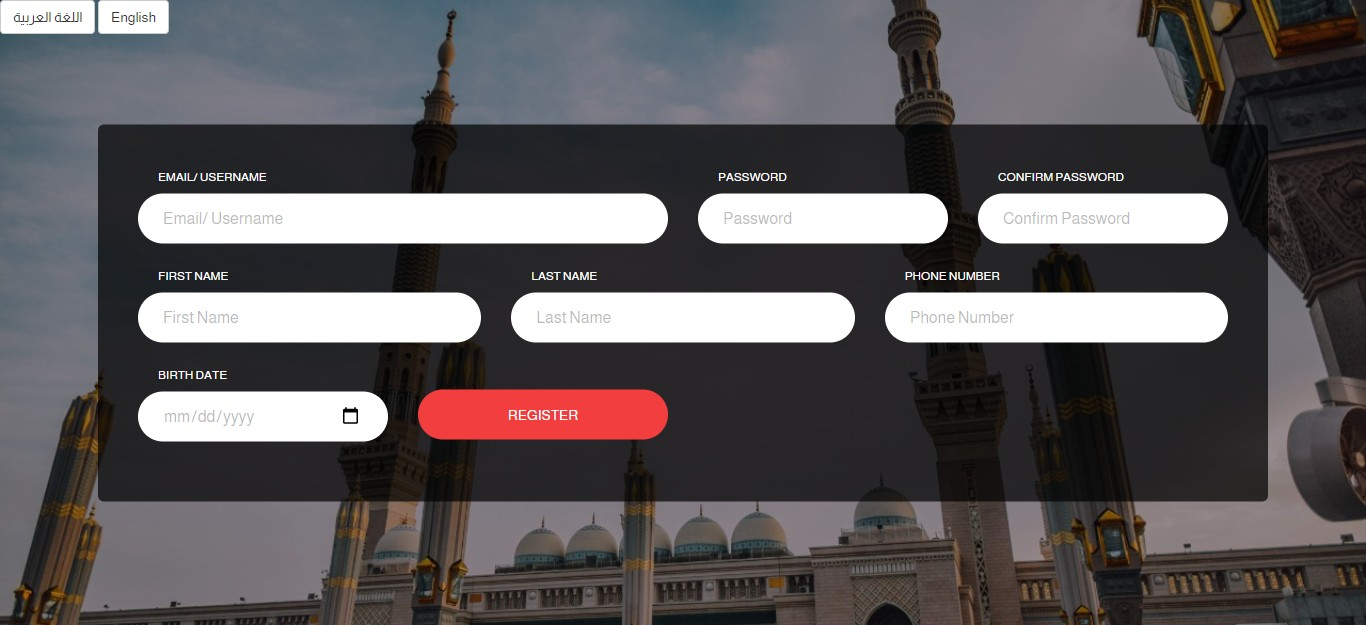 اللغة العربية
English
EMAIL/ USERNAME
PASSWORD
CONFIRM PASSWORD
Email/ Username
Password
Confirm Password
FIRST NAME
LAST NAME
PHONE NUMBER
First Name
Last Name
Phone Number
BIRTH DATE
mm/dd/yyyy
REGISTER